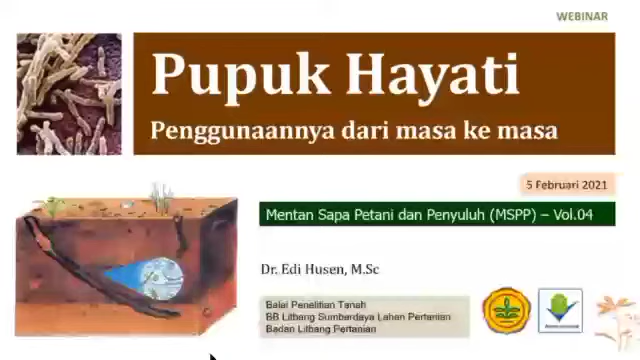 WEBINAR
Pupuk Hayati
Penggunaannya dari masa ke masa
5 Februari 2021
Mentan Sapa Petani dan Penyuluh (MSPP) – Vol.04
Dr. Edi Husen, M.Sc
Balai Penelitian Tanah
BB Litbang Sumberdaya Lahan Pertanian
Badan Litbang Pertanian